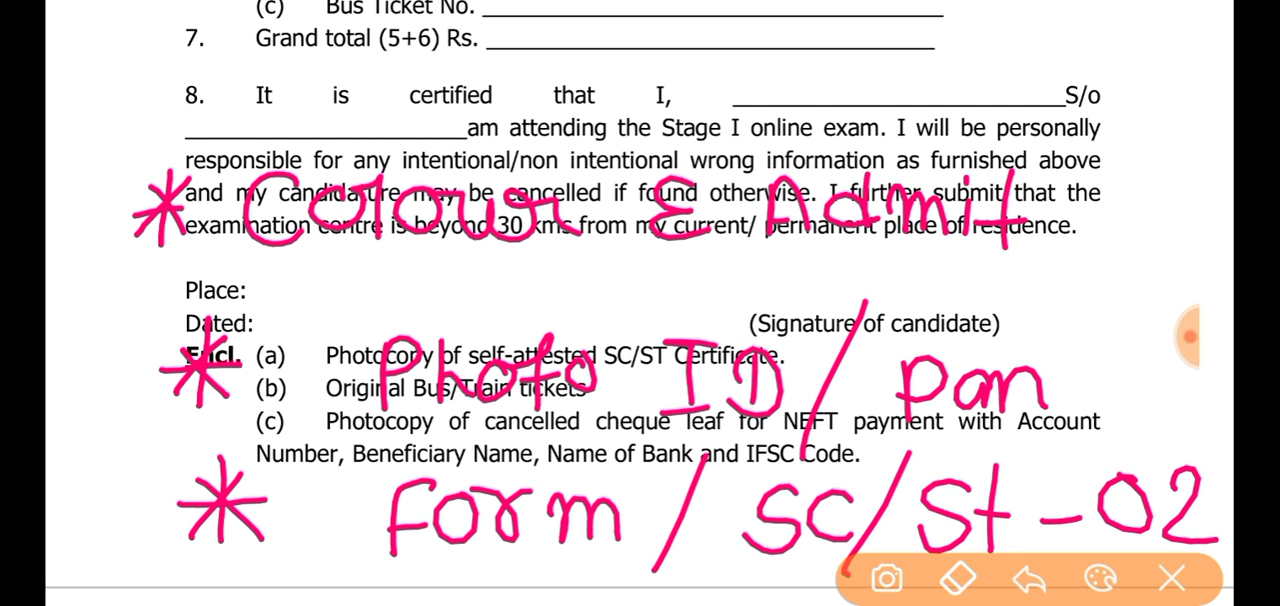 (c) Bus Ticket No. ____________________
7. Grand total (5+6) Rs. ____________________
8. It is certified that I, ____________________S/o
____________________am attending the Stage I online exam. I will be personally
responsible for any intentional/non intentional wrong information as furnished above
and my candidature may be cancelled if found otherwise. I further submit that the
* Colour E Admit
examination centre is beyond 30 kms from my current/ permanent place of residence.
Place:
Dated: (Signature of candidate)
Encl. (a) Photocopy of self-attested SC/ST Certificate.
* Photo ID / Pan
(b) Original Bus/Train tickets
(c) Photocopy of cancelled cheque leaf for NEFT payment with Account
Number, Beneficiary Name, Name of Bank and IFSC Code.
* form / SC/St-02